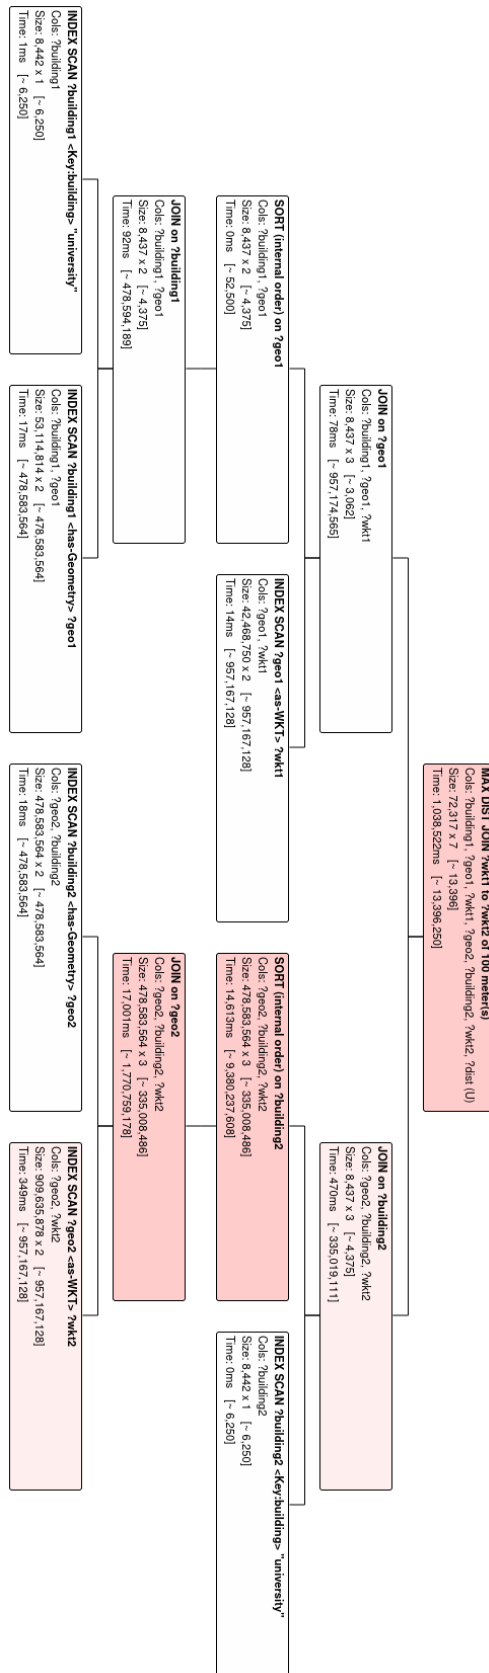 MAX DIST JOIN ?wkt1 to ?wkt2 of 100 meter(s)
Cols: ?building1, ?geo1, ?wkt1, ?geo2, ?building2, ?wkt2, ?dist (U)
Size: 72,317 x 7 [~ 13,396]
Time: 1,038,522ms [~ 13,396,250]
JOIN on ?geo1
Cols: ?building1, ?geo1, ?wkt1
Size: 8,437 x 3 [~ 3,062]
Time: 78ms [~ 957,174,565]
JOIN on ?building2
Cols: ?geo2, ?building2, ?wkt2
Size: 8,437 x 3 [~ 4,375]
Time: 470ms [~ 335,019,111]
SORT (internal order) on ?geo1
Cols: ?building1, ?geo1
Size: 8,437 x 2 [~ 4,375]
Time: 0ms [~ 52,500]
INDEX SCAN ?geo1 <as-WKT> ?wkt1
Cols: ?geo1, ?wkt1
Size: 42,468,750 x 2 [~ 957,167,128]
Time: 14ms [~ 957,167,128]
SORT (internal order) on ?building2
Cols: ?geo2, ?building2, ?wkt2
Size: 478,583,564 x 3 [~ 335,008,486]
Time: 14,613ms [~ 9,380,237,608]
INDEX SCAN ?building2 <Key:building> "university"
Cols: ?building2
Size: 8,442 x 1 [~ 6,250]
Time: 0ms [~ 6,250]
JOIN on ?building1
Cols: ?building1, ?geo1
Size: 8,437 x 2 [~ 4,375]
Time: 92ms [~ 478,594,189]
JOIN on ?geo2
Cols: ?geo2, ?building2, ?wkt2
Size: 478,583,564 x 3 [~ 335,008,486]
Time: 17,001ms [~ 1,770,759,178]
INDEX SCAN ?building1 <Key:building> "university"
Cols: ?building1
Size: 8,442 x 1 [~ 6,250]
Time: 1ms [~ 6,250]
INDEX SCAN ?building1 <has-Geometry> ?geo1
Cols: ?building1, ?geo1
Size: 53,114,814 x 2 [~ 478,583,564]
Time: 17ms [~ 478,583,564]
INDEX SCAN ?building2 <has-Geometry> ?geo2
Cols: ?geo2, ?building2
Size: 478,583,564 x 2 [~ 478,583,564]
Time: 18ms [~ 478,583,564]
INDEX SCAN ?geo2 <as-WKT> ?wkt2
Cols: ?geo2, ?wkt2
Size: 909,635,878 x 2 [~ 957,167,128]
Time: 349ms [~ 957,167,128]